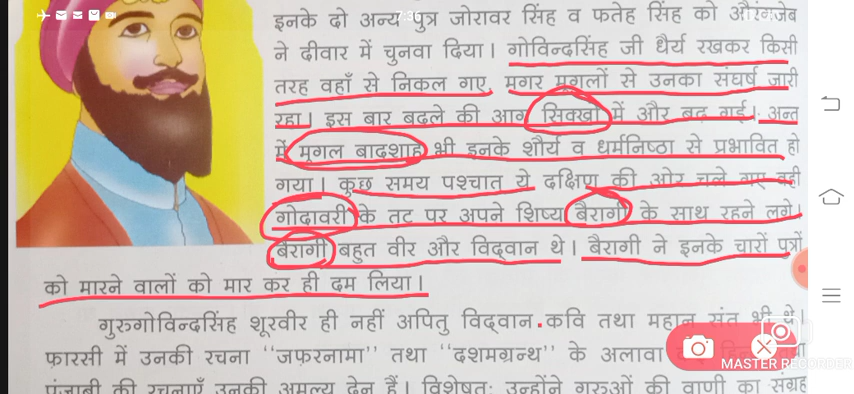 इनके दो अन्य पुत्र जोरावर सिंह व फतेह सिंह को औरंगजेब
ने दीवार में चुनवा दिया। गोविन्दसिंह जी धैर्य रखकर किसी
तरह वहाँ से निकल गए, मगर मुगलों से उनका संघर्ष जारी
रहा। इस बार बदले की आग सिक्खों में और बढ़ गई। अन्त
में मुगल बादशाह भी इनके शौर्य व धर्मनिष्ठा से प्रभावित हो
गया। कुछ समय पश्चात ये दक्षिण की ओर चले गए वहीं
गोदावरी के तट पर अपने शिष्य बैरागी के साथ रहने लगे।
बैरागी बहुत वीर और विद्वान थे। बैरागी ने इनके चारों पुत्रों
को मारने वालों को मार कर ही दम लिया।
गुरुगोविन्दसिंह शूरवीर ही नहीं अपितु विद्वान कवि तथा महान संत भी थे।
फारसी में उनकी रचना "जफरनामा" तथा "दशमग्रन्थ" के अलावा
पंजाबी की रचनाएँ उनकी अमूल्य देन हैं। विशेषतः उन्होंने गुरुओं की वाणी का संग्रह
MASTER RECORDER